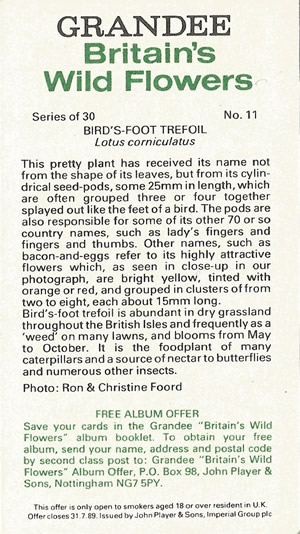 GRANDEE
Britain's
Wild Flowers
Series of 30 No. 11
BIRD'S-FOOT TREFOIL
Lotus corniculatus
This pretty plant has received its name not
from the shape of its leaves, but from its cylin-
drical seed-pods, some 25mm in length, which
are often grouped three or four together
splayed out like the feet of a bird. The pods are
also responsible for some of its other 70 or so
country names, such as lady's fingers and
fingers and thumbs. Other names, such as
bacon-and-eggs refer to its highly attractive
flowers which, as seen in close-up in our
photograph, are bright yellow, tinted with
orange or red, and grouped in clusters of from
two to eight, each about 15mm long.
Bird's-foot trefoil is abundant in dry grassland
throughout the British Isles and frequently as a
'weed' on many lawns, and blooms from May
to October. It is the foodplant of many
caterpillars and a source of nectar to butterflies
and numerous other insects.
Photo: Ron & Christine Foord
FREE ALBUM OFFER
Save your cards in the Grandee "Britain's Wild
Flowers" album booklet. To obtain your free
album, send your name, address and postal code
by second class post to: Grandee "Britain's Wild
Flowers" Album Offer, P.O. Box 98, John Player &
Sons, Nottingham NG7 5PY.
This offer is only open to smokers aged 18 or over resident in U.K.
Offer closes 31.7.89. Issued by John Player & Sons, Imperial Group plc